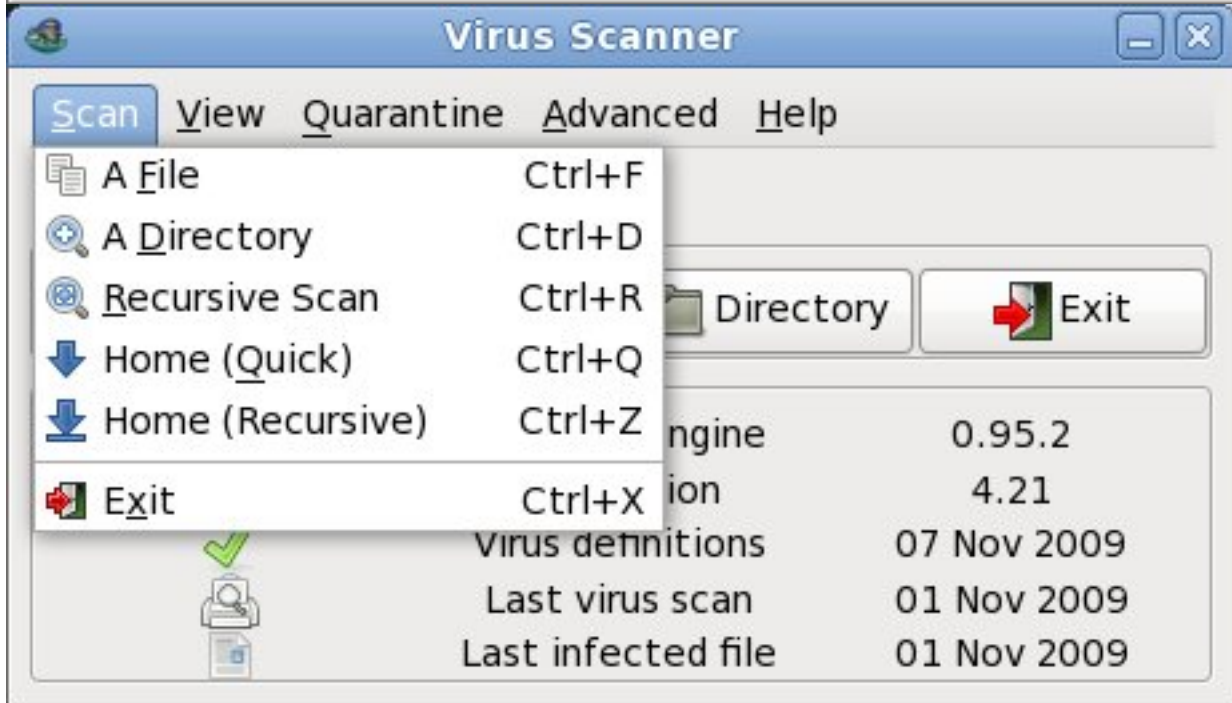 Virus Scanner
Scan View Quarantine Advanced Help
A File Ctrl+F
A Directory Ctrl+D
Recursive Scan Ctrl+R
Home (Quick) Ctrl+Q
Home (Recursive) Ctrl+Z
Exit Ctrl+X
Directory Exit
0.95.2
4.21
Virus definitions 07 Nov 2009
Last virus scan 01 Nov 2009
Last infected file 01 Nov 2009